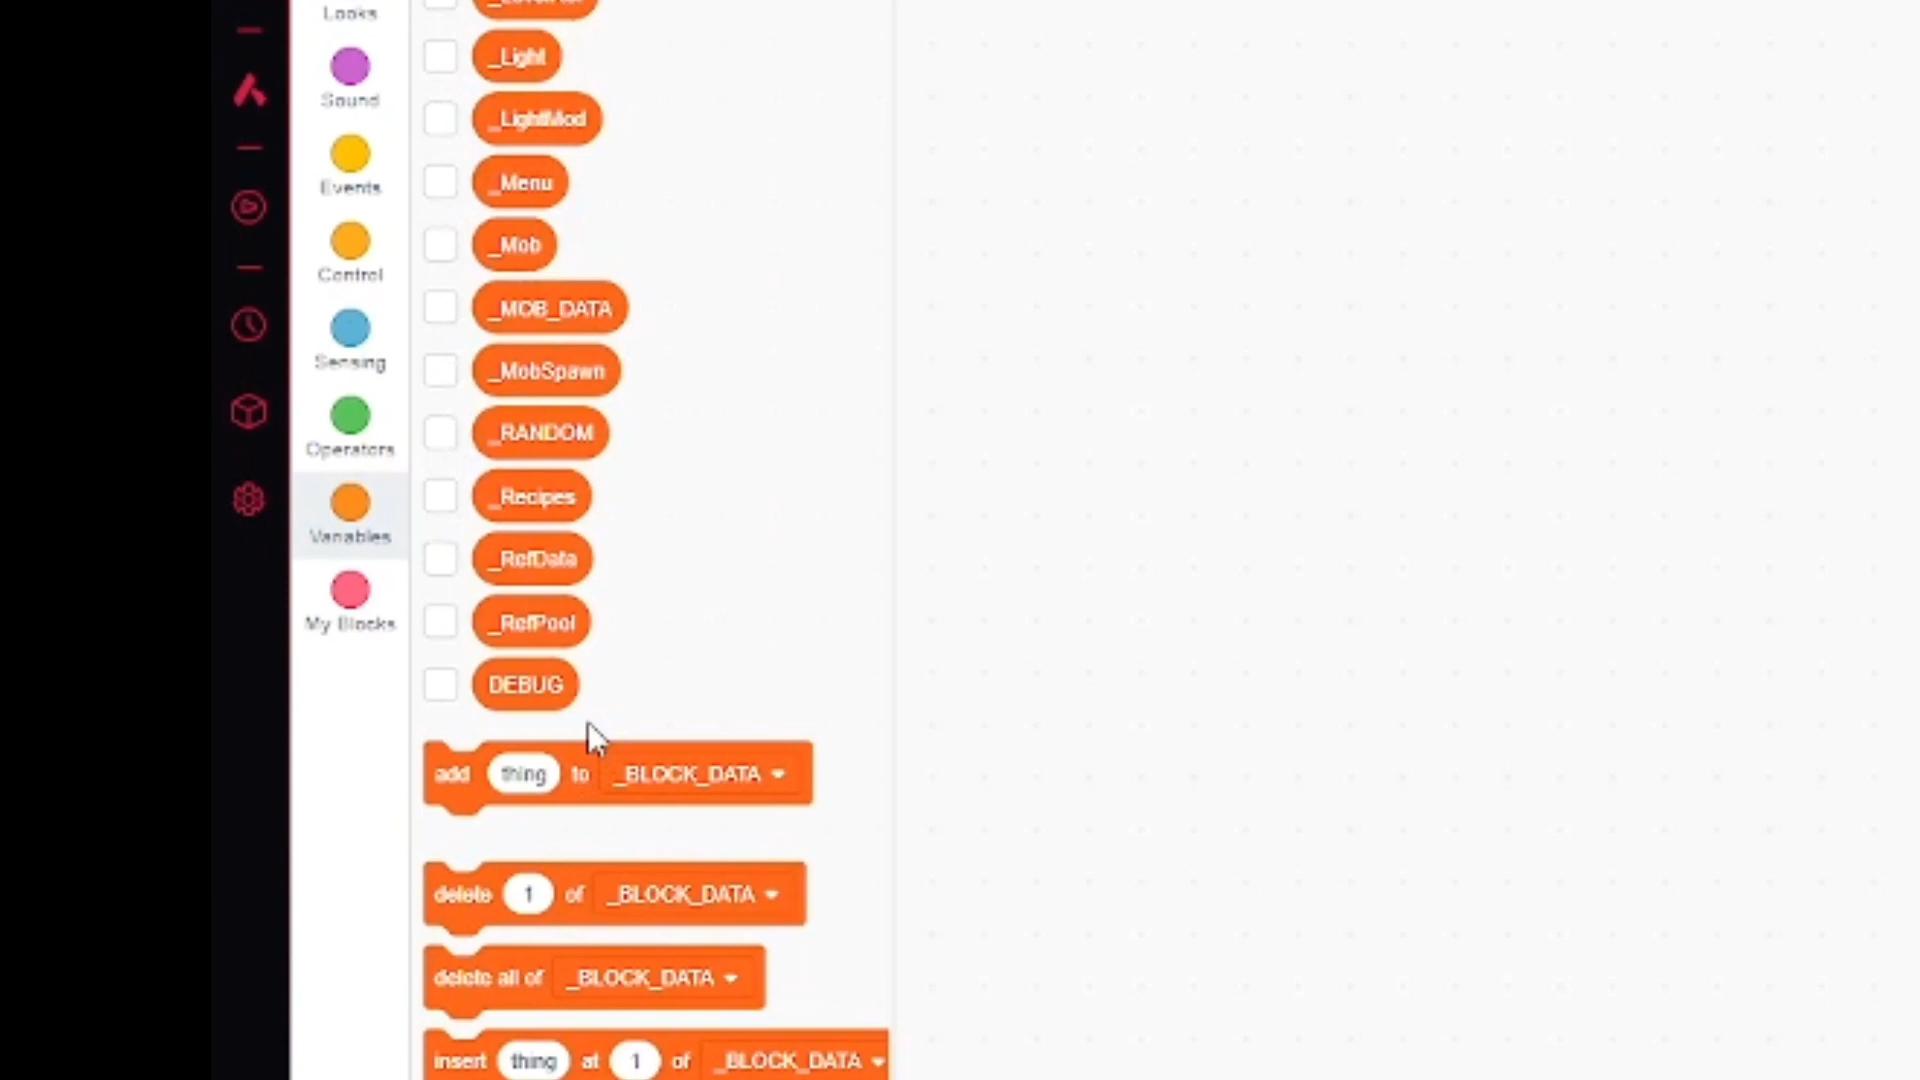 Looks
Sound
Events
Control
Sensing
Operators
Variables
My Blocks
_Light
_LightMod
_Menu
_Mob
_MOB_DATA
_MobSpawn
_RANDOM
_Recipes
_RefData
_RefPool
DEBUG
add thing to _BLOCK_DATA
delete 1 of _BLOCK_DATA
delete all of _BLOCK_DATA
insert thing at 1 of _BLOCK_DATA